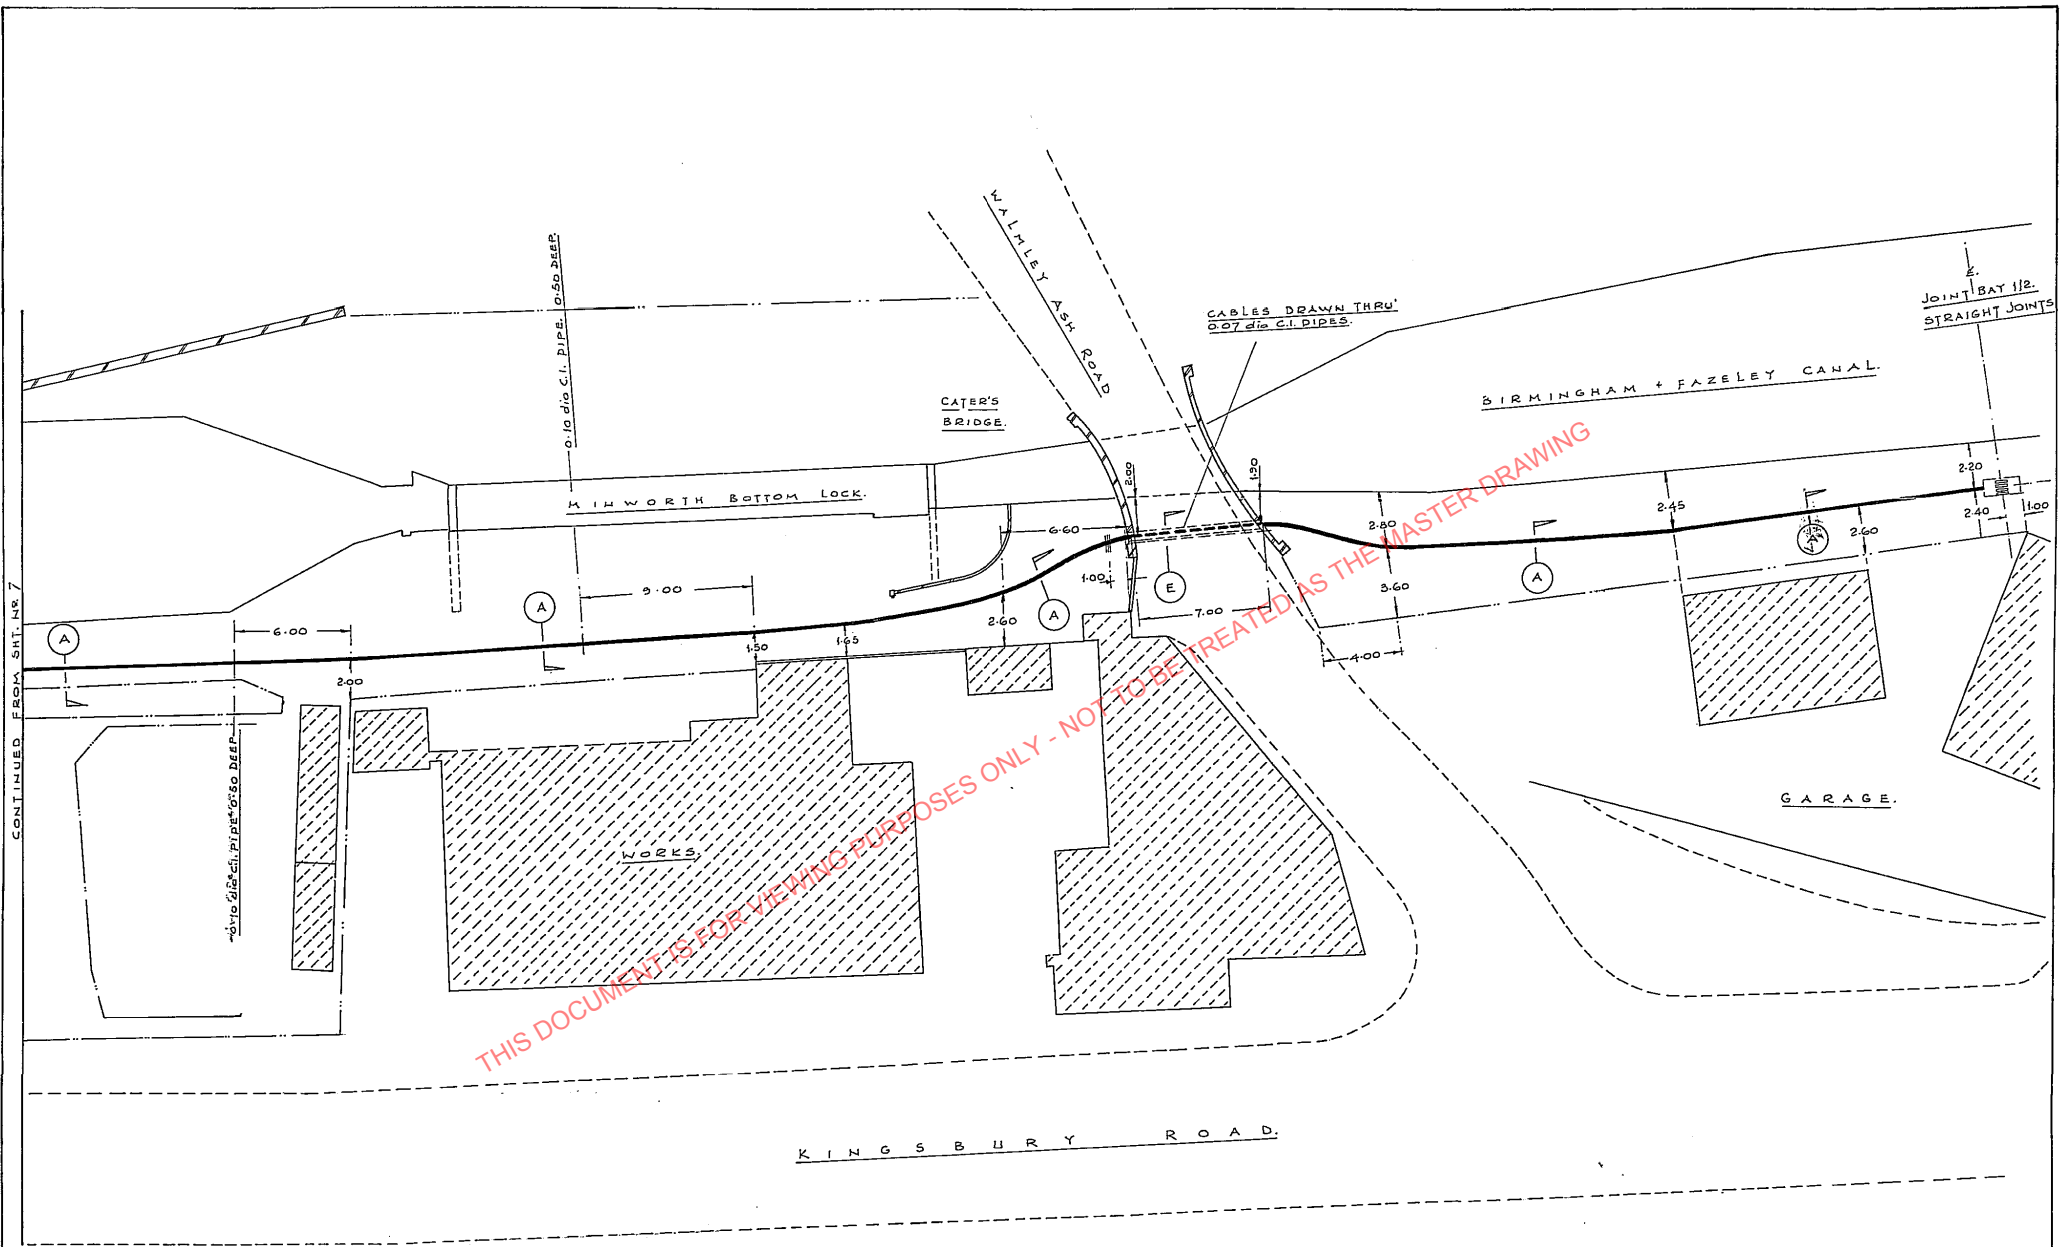 WALMLEY ASH ROAD
0.10 dia C.I. PIPE. 0.50 DEEP.
CABLES DRAWN THRU'
0.07 dia C.I. PIPES.
JOINT BAY 1/2.
STRAIGHT JOINTS
CATER'S
BRIDGE.
BIRMINGHAM + FAZELEY CANAL.
MINWORTH BOTTOM LOCK.
2.00
1.90
2.20
2.45
2.80
6.60
2.40
1.00
2.60
A
1.00
E
A
9.00
A
3.60
7.00
A
2.60
A
6.00
1.65
1.50
4.00
2.00
CONTINUED FROM SHT. NR. 7
0.10 dia C.I. PIPE 0.50 DEEP
WORKS.
GARAGE.
KINGSBURY ROAD.
THIS DOCUMENT IS FOR VIEWING PURPOSES ONLY - NOT TO BE TREATED AS THE MASTER DRAWING